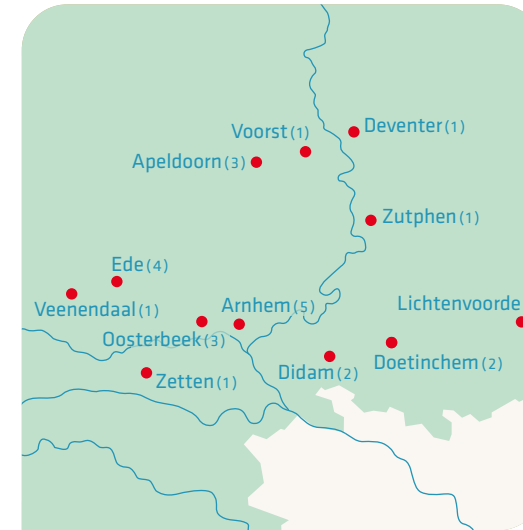 Voorst (1)
Deventer (1)
Apeldoorn (3)
Zutphen (1)
Ede (4)
Veenendaal (1)
Arnhem (5)
Lichtenvoorde
Oosterbeek (3)
Doetinchem (2)
Didam (2)
Zetten (1)